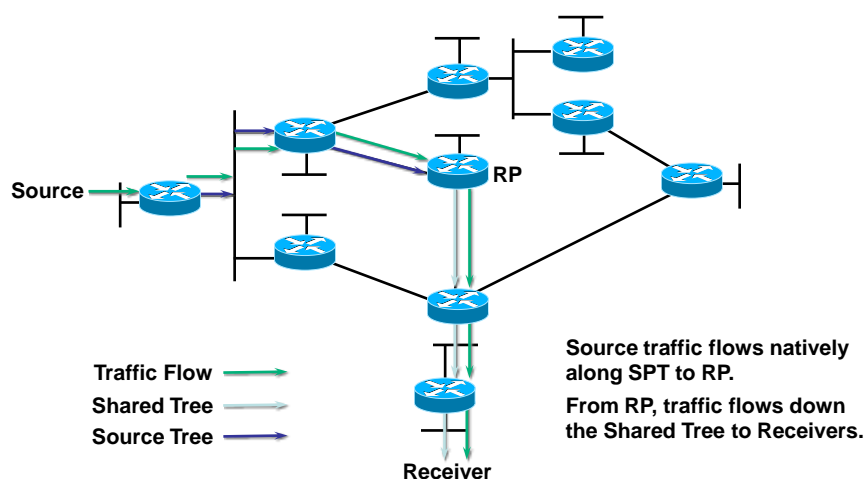 RP
Source
Source traffic flows natively
along SPT to RP.
From RP, traffic flows down
the Shared Tree to Receivers.
Traffic Flow
Shared Tree
Source Tree
Receiver